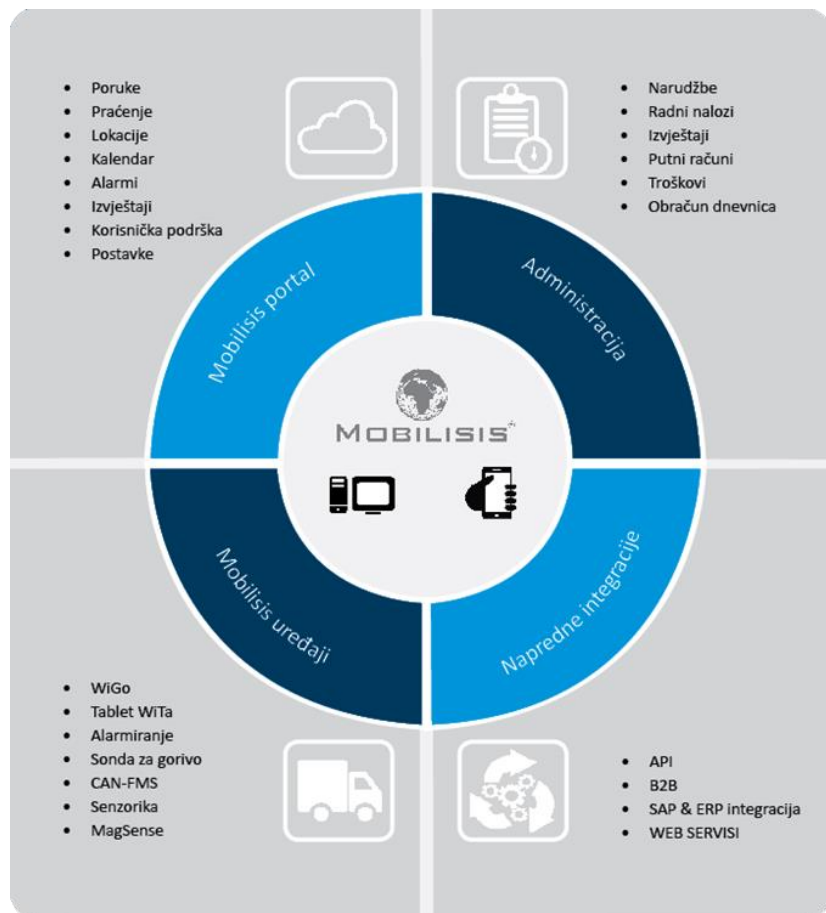 • Poruke
• Praćenje
• Lokacije
• Kalendar
• Alarmi
• Izvještaji
• Korisnička podrška
• Postavke
• Narudžbe
• Radni nalozi
• Izvještaji
• Putni računi
• Troškovi
• Obračun dnevnica
Mobilisis portal
Administracija
MOBILISIS
Mobilisis uređaji
Napredne integracije
• WiGo
• Tablet WiTa
• Alarmiranje
• Sonda za gorivo
• CAN-FMS
• Senzorika
• MagSense
• API
• B2B
• SAP & ERP integracija
• WEB SERVISI